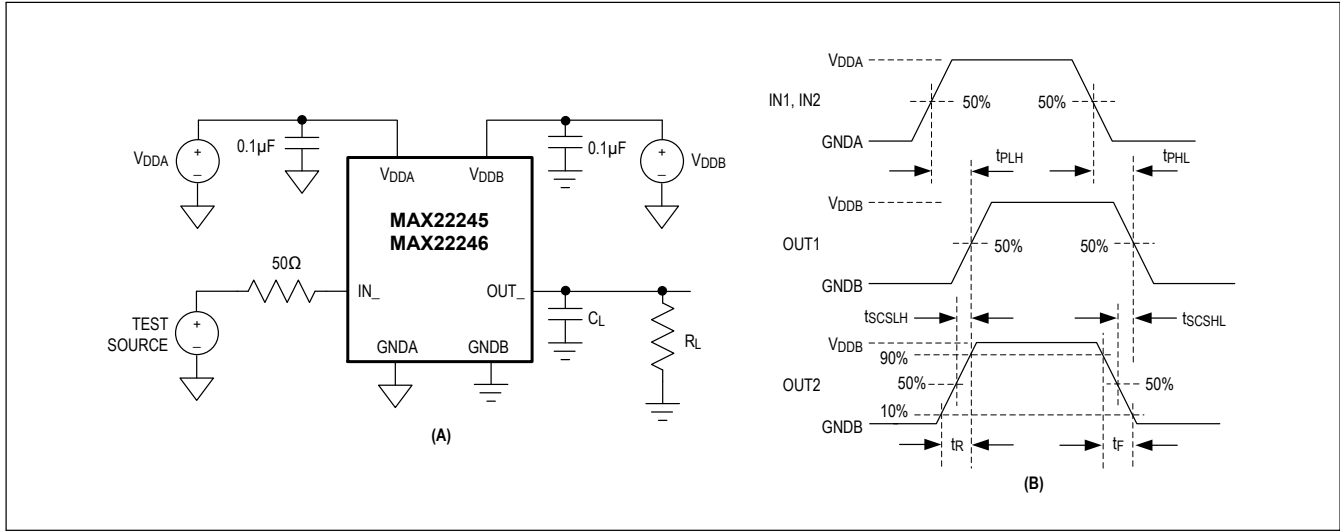 VDDA
0.1µF
0.1µF
VDDB
VDDA
VDDB
MAX22245
MAX22246
50Ω
IN_
OUT_
TEST
SOURCE
CL
RL
GNDA
GNDB
(A)
VDDA
IN1, IN2
50%
50%
GNDA
tPLH
tPHL
VDDB
OUT1
50%
50%
GNDB
tSCSLH
tSCSHL
VDDB
90%
50%
50%
OUT2
10%
GNDB
tR
tF
(B)